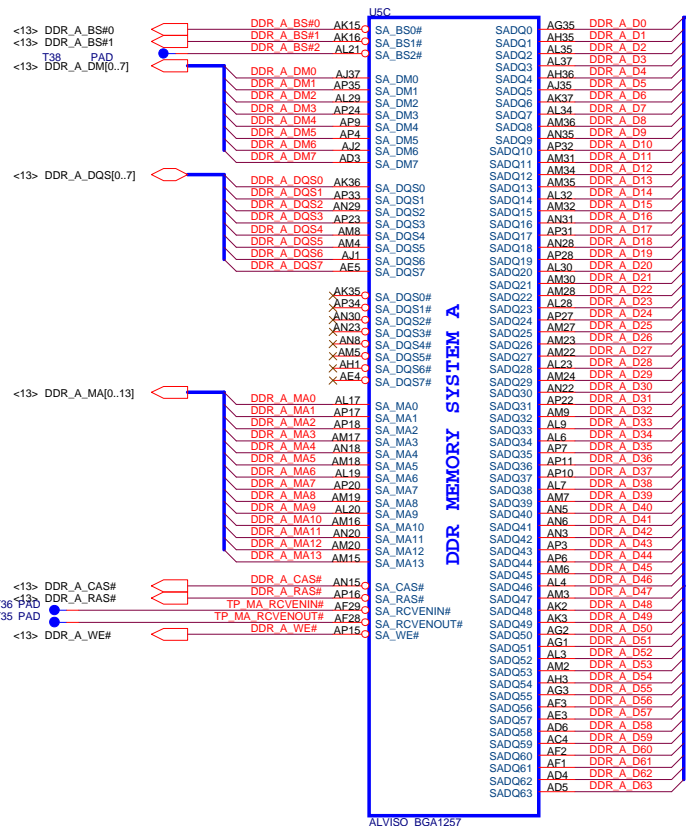 U5C
<13> DDR_A_BS#0 DDR_A_BS#0 AK15 SA_BS0#
<13> DDR_A_BS#1 DDR_A_BS#1 AK16 SA_BS1#
T38 PAD DDR_A_BS#2 AL21 SA_BS2#
<13> DDR_A_DM[0..7]
DDR_A_DM0 AJ37 SA_DM0
DDR_A_DM1 AP35 SA_DM1
DDR_A_DM2 AL29 SA_DM2
DDR_A_DM3 AP24 SA_DM3
DDR_A_DM4 AP9 SA_DM4
DDR_A_DM5 AP4 SA_DM5
DDR_A_DM6 AJ2 SA_DM6
DDR_A_DM7 AD3 SA_DM7
<13> DDR_A_DQS[0..7]
DDR_A_DQS0 AK36 SA_DQS0
DDR_A_DQS1 AP33 SA_DQS1
DDR_A_DQS2 AN29 SA_DQS2
DDR_A_DQS3 AP23 SA_DQS3
DDR_A_DQS4 AM8 SA_DQS4
DDR_A_DQS5 AM4 SA_DQS5
DDR_A_DQS6 AJ1 SA_DQS6
DDR_A_DQS7 AE5 SA_DQS7
AK35 SA_DQS0#
AP34 SA_DQS1#
AN30 SA_DQS2#
AN23 SA_DQS3#
AN8 SA_DQS4#
AM5 SA_DQS5#
AH1 SA_DQS6#
AE4 SA_DQS7#
<13> DDR_A_MA[0..13]
DDR_A_MA0 AL17 SA_MA0
DDR_A_MA1 AP17 SA_MA1
DDR_A_MA2 AP18 SA_MA2
DDR_A_MA3 AM17 SA_MA3
DDR_A_MA4 AN18 SA_MA4
DDR_A_MA5 AM18 SA_MA5
DDR_A_MA6 AL19 SA_MA6
DDR_A_MA7 AP20 SA_MA7
DDR_A_MA8 AM19 SA_MA8
DDR_A_MA9 AL20 SA_MA9
DDR_A_MA10 AM16 SA_MA10
DDR_A_MA11 AN20 SA_MA11
DDR_A_MA12 AM20 SA_MA12
DDR_A_MA13 AM15 SA_MA13
<13> DDR_A_CAS# DDR_A_CAS# AN15 SA_CAS#
<13> DDR_A_RAS# DDR_A_RAS# AP16 SA_RAS#
T36 PAD TP_MA_RCVENIN# AF29 SA_RCVENIN#
T35 PAD TP_MA_RCVENOUT# AF28 SA_RCVENOUT#
<13> DDR_A_WE# DDR_A_WE# AP15 SA_WE#
DDR MEMORY SYSTEM A
SADQ0 AG35 DDR_A_D0
SADQ1 AH35 DDR_A_D1
SADQ2 AL35 DDR_A_D2
SADQ3 AL37 DDR_A_D3
SADQ4 AH36 DDR_A_D4
SADQ5 AJ35 DDR_A_D5
SADQ6 AK37 DDR_A_D6
SADQ7 AL34 DDR_A_D7
SADQ8 AM36 DDR_A_D8
SADQ9 AN35 DDR_A_D9
SADQ10 AP32 DDR_A_D10
SADQ11 AM31 DDR_A_D11
SADQ12 AM34 DDR_A_D12
SADQ13 AM35 DDR_A_D13
SADQ14 AL32 DDR_A_D14
SADQ15 AM32 DDR_A_D15
SADQ16 AN31 DDR_A_D16
SADQ17 AP31 DDR_A_D17
SADQ18 AN28 DDR_A_D18
SADQ19 AP28 DDR_A_D19
SADQ20 AL30 DDR_A_D20
SADQ21 AM30 DDR_A_D21
SADQ22 AM28 DDR_A_D22
SADQ23 AL28 DDR_A_D23
SADQ24 AP27 DDR_A_D24
SADQ25 AM27 DDR_A_D25
SADQ26 AM23 DDR_A_D26
SADQ27 AM22 DDR_A_D27
SADQ28 AL23 DDR_A_D28
SADQ29 AM24 DDR_A_D29
SADQ30 AN22 DDR_A_D30
SADQ31 AP22 DDR_A_D31
SADQ32 AM9 DDR_A_D32
SADQ33 AL9 DDR_A_D33
SADQ34 AL6 DDR_A_D34
SADQ35 AP7 DDR_A_D35
SADQ36 AP11 DDR_A_D36
SADQ37 AP10 DDR_A_D37
SADQ38 AL7 DDR_A_D38
SADQ39 AM7 DDR_A_D39
SADQ40 AN5 DDR_A_D40
SADQ41 AN6 DDR_A_D41
SADQ42 AN3 DDR_A_D42
SADQ43 AP3 DDR_A_D43
SADQ44 AP6 DDR_A_D44
SADQ45 AM6 DDR_A_D45
SADQ46 AL4 DDR_A_D46
SADQ47 AM3 DDR_A_D47
SADQ48 AK2 DDR_A_D48
SADQ49 AK3 DDR_A_D49
SADQ50 AG2 DDR_A_D50
SADQ51 AG1 DDR_A_D51
SADQ52 AL3 DDR_A_D52
SADQ53 AM2 DDR_A_D53
SADQ54 AH3 DDR_A_D54
SADQ55 AG3 DDR_A_D55
SADQ56 AF3 DDR_A_D56
SADQ57 AE3 DDR_A_D57
SADQ58 AD6 DDR_A_D58
SADQ59 AC4 DDR_A_D59
SADQ60 AF2 DDR_A_D60
SADQ61 AF1 DDR_A_D61
SADQ62 AD4 DDR_A_D62
SADQ63 AD5 DDR_A_D63
ALVISO_BGA1257